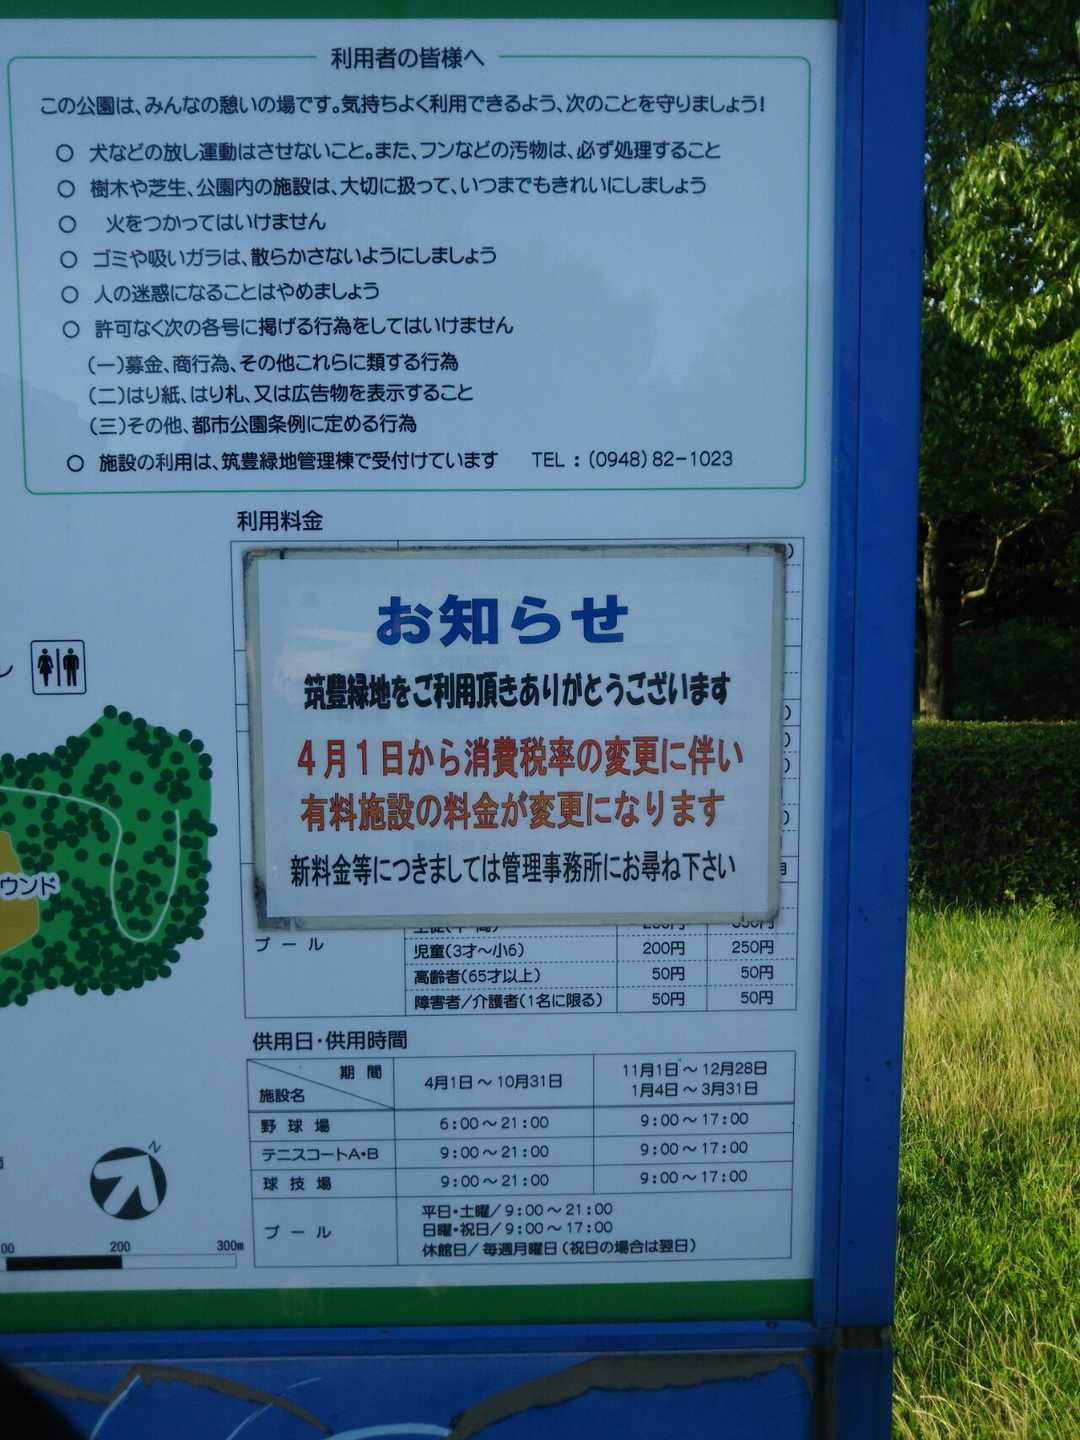 利用者の皆様へ
この公園は、みんなの憩いの場です。気持ちよく利用できるよう、次のことを守りましょう!
○ 犬などの放し運動はさせないこと。また、フンなどの汚物は、必ず処理すること
○ 樹木や芝生、公園内の施設は、大切に扱って、いつまでもきれいにしましょう
○ 火をつかってはいけません
○ ゴミや吸いガラは、散らかさないようにしましょう
○ 人の迷惑になることはやめましょう
○ 許可なく次の各号に掲げる行為をしてはいけません
(一)募金、商行為、その他これらに類する行為
(二)はり紙、はり札、又は広告物を表示すること
(三)その他、都市公園条例に定める行為
○ 施設の利用は、筑豊緑地管理棟で受付けています TEL:(0948)82-1023
利用料金
お知らせ
筑豊緑地をご利用頂きありがとうございます
4月1日から消費税率の変更に伴い
有料施設の料金が変更になります
新料金等につきましては管理事務所にお尋ね下さい
プール
児童(3才〜小6) 200円 250円
高齢者(65才以上) 50円 50円
障害者/介護者(1名に限る) 50円 50円
ウンド
供用日・供用時間
期間 4月1日〜10月31日 11月1日〜12月28日
施設名 1月4日〜3月31日
野球場 6:00〜21:00 9:00〜17:00
テニスコートA・B 9:00〜21:00 9:00〜17:00
球技場 9:00〜21:00 9:00〜17:00
プール 平日・土曜/9:00〜21:00
日曜・祝日/9:00〜17:00
休館日/毎週月曜日(祝日の場合は翌日)
N
00 200 300m